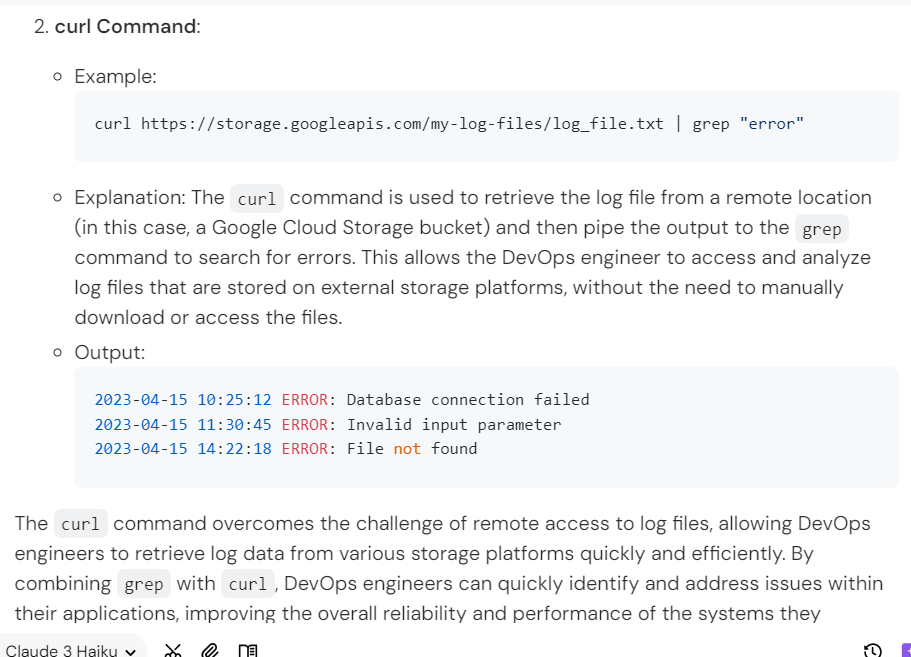 2. curl Command:
Example:
curl https://storage.googleapis.com/my-log-files/log_file.txt | grep "error"
Explanation: The curl command is used to retrieve the log file from a remote location
(in this case, a Google Cloud Storage bucket) and then pipe the output to the grep
command to search for errors. This allows the DevOps engineer to access and analyze
log files that are stored on external storage platforms, without the need to manually
download or access the files.
Output:
2023-04-15 10:25:12 ERROR: Database connection failed
2023-04-15 11:30:45 ERROR: Invalid input parameter
2023-04-15 14:22:18 ERROR: File not found
The curl command overcomes the challenge of remote access to log files, allowing DevOps
engineers to retrieve log data from various storage platforms quickly and efficiently. By
combining grep with curl, DevOps engineers can quickly identify and address issues within
their applications, improving the overall reliability and performance of the systems they
Claude 3 Haiku